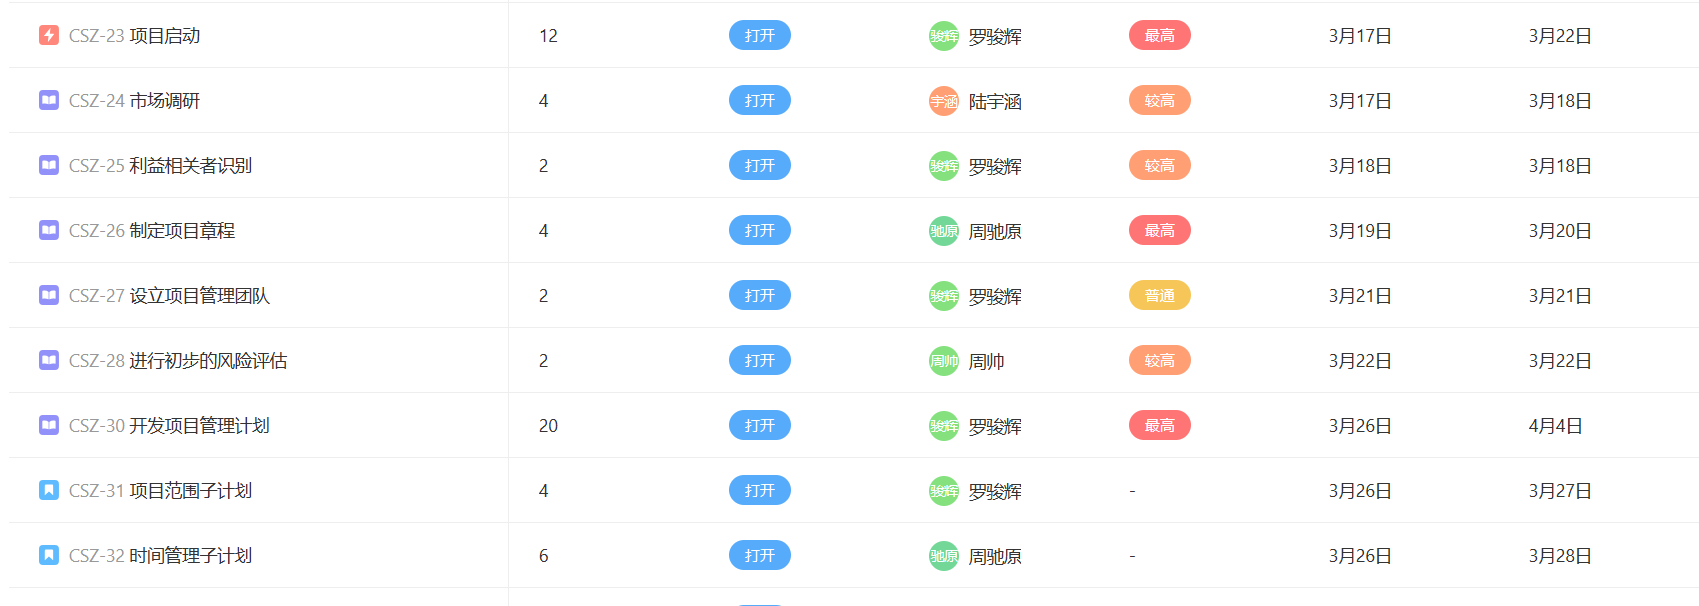 CSZ-23 项目启动 12 打开 骏辉 罗骏辉 最高 3月17日 3月22日
CSZ-24 市场调研 4 打开 宇涵 陆宇涵 较高 3月17日 3月18日
CSZ-25 利益相关者识别 2 打开 骏辉 罗骏辉 较高 3月18日 3月18日
CSZ-26 制定项目章程 4 打开 驰原 周驰原 最高 3月19日 3月20日
CSZ-27 设立项目管理团队 2 打开 骏辉 罗骏辉 普通 3月21日 3月21日
CSZ-28 进行初步的风险评估 2 打开 周帅 周帅 较高 3月22日 3月22日
CSZ-30 开发项目管理计划 20 打开 骏辉 罗骏辉 最高 3月26日 4月4日
CSZ-31 项目范围子计划 4 打开 骏辉 罗骏辉 - 3月26日 3月27日
CSZ-32 时间管理子计划 6 打开 驰原 周驰原 - 3月26日 3月28日